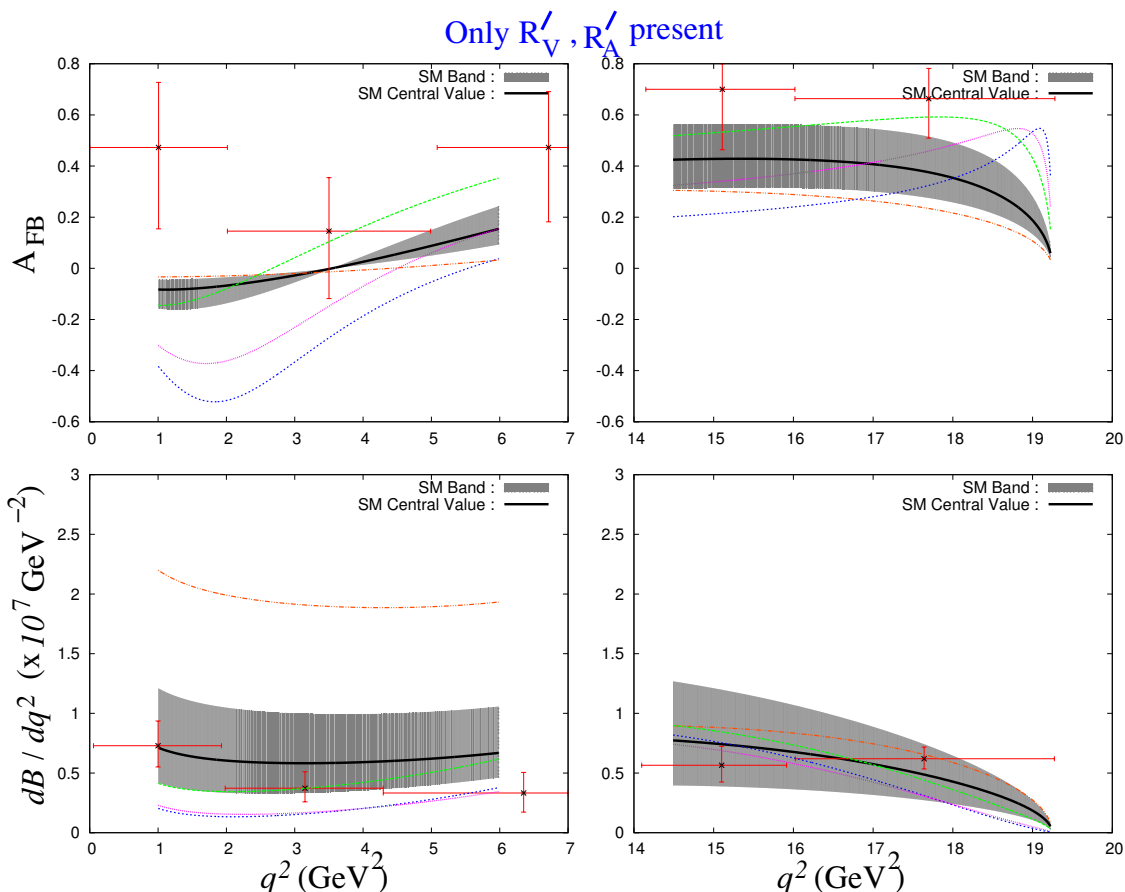 Only R′V , R′A present
A_FB
0.8
0.6
0.4
0.2
0
-0.2
-0.4
-0.6
0 1 2 3 4 5 6 7
SM Band :
SM Central Value :
0.8
0.6
0.4
0.2
0
-0.2
-0.4
-0.6
14 15 16 17 18 19 20
SM Band :
SM Central Value :
dB / dq² (x 10⁷ GeV⁻²)
3
2.5
2
1.5
1
0.5
0
0 1 2 3 4 5 6 7
SM Band :
SM Central Value :
q² (GeV²)
3
2.5
2
1.5
1
0.5
0
14 15 16 17 18 19 20
SM Band :
SM Central Value :
q² (GeV²)